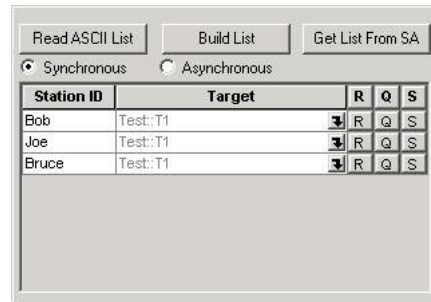 Read ASCII List Build List Get List From SA
Synchronous Asynchronous
Station ID Target R Q S
Bob Test::T1 R Q S
Joe Test::T1 R Q S
Bruce Test::T1 R Q S